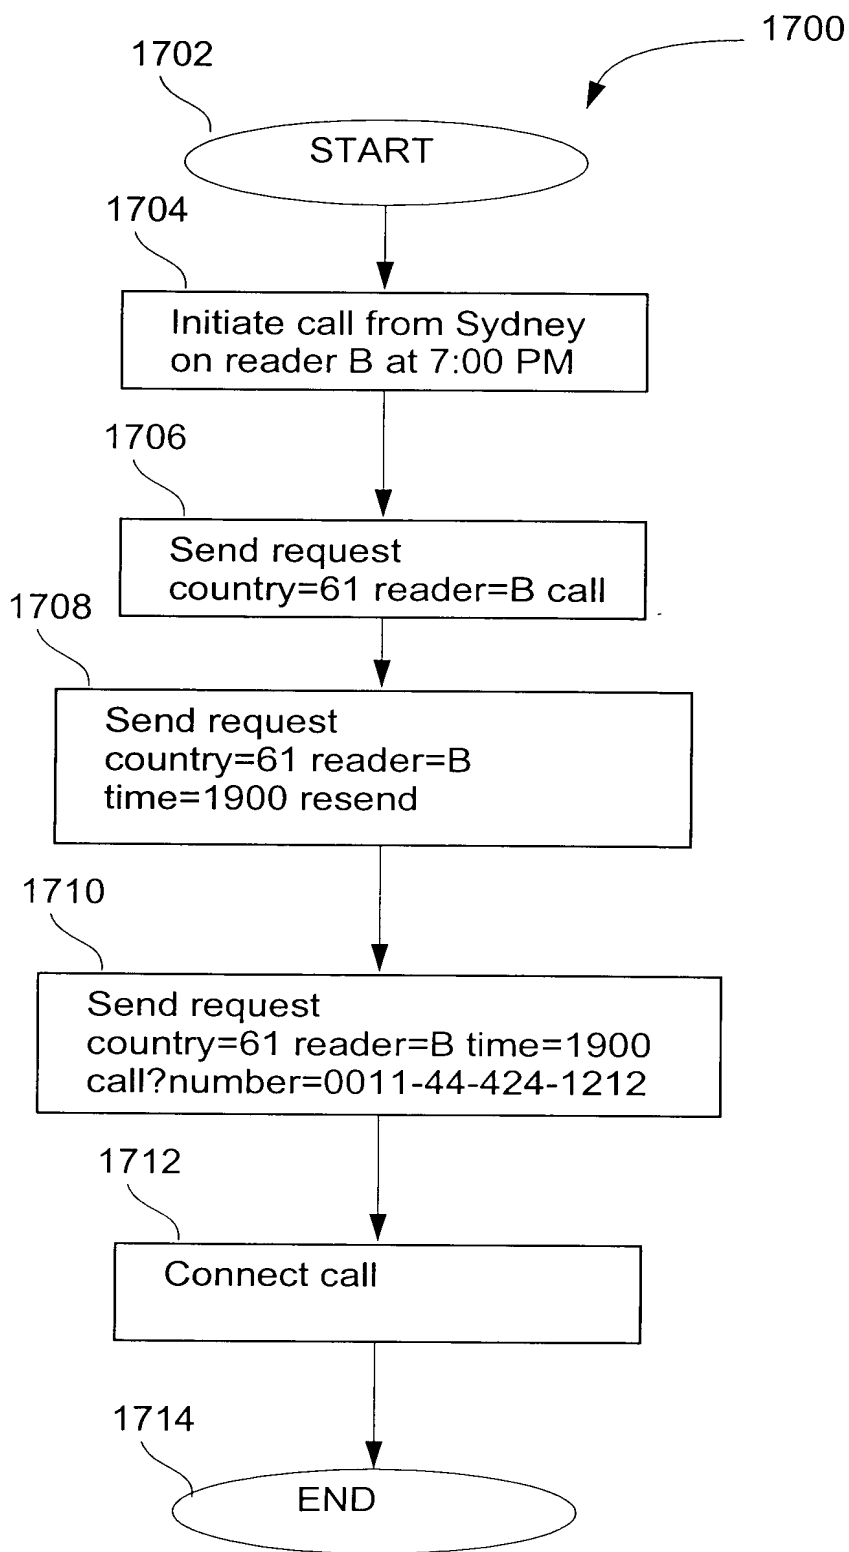 1700
1702
START
1704
Initiate call from Sydney
on reader B at 7:00 PM
1706
Send request
country=61 reader=B call
1708
Send request
country=61 reader=B
time=1900 resend
1710
Send request
country=61 reader=B time=1900
call?number=0011-44-424-1212
1712
Connect call
1714
END